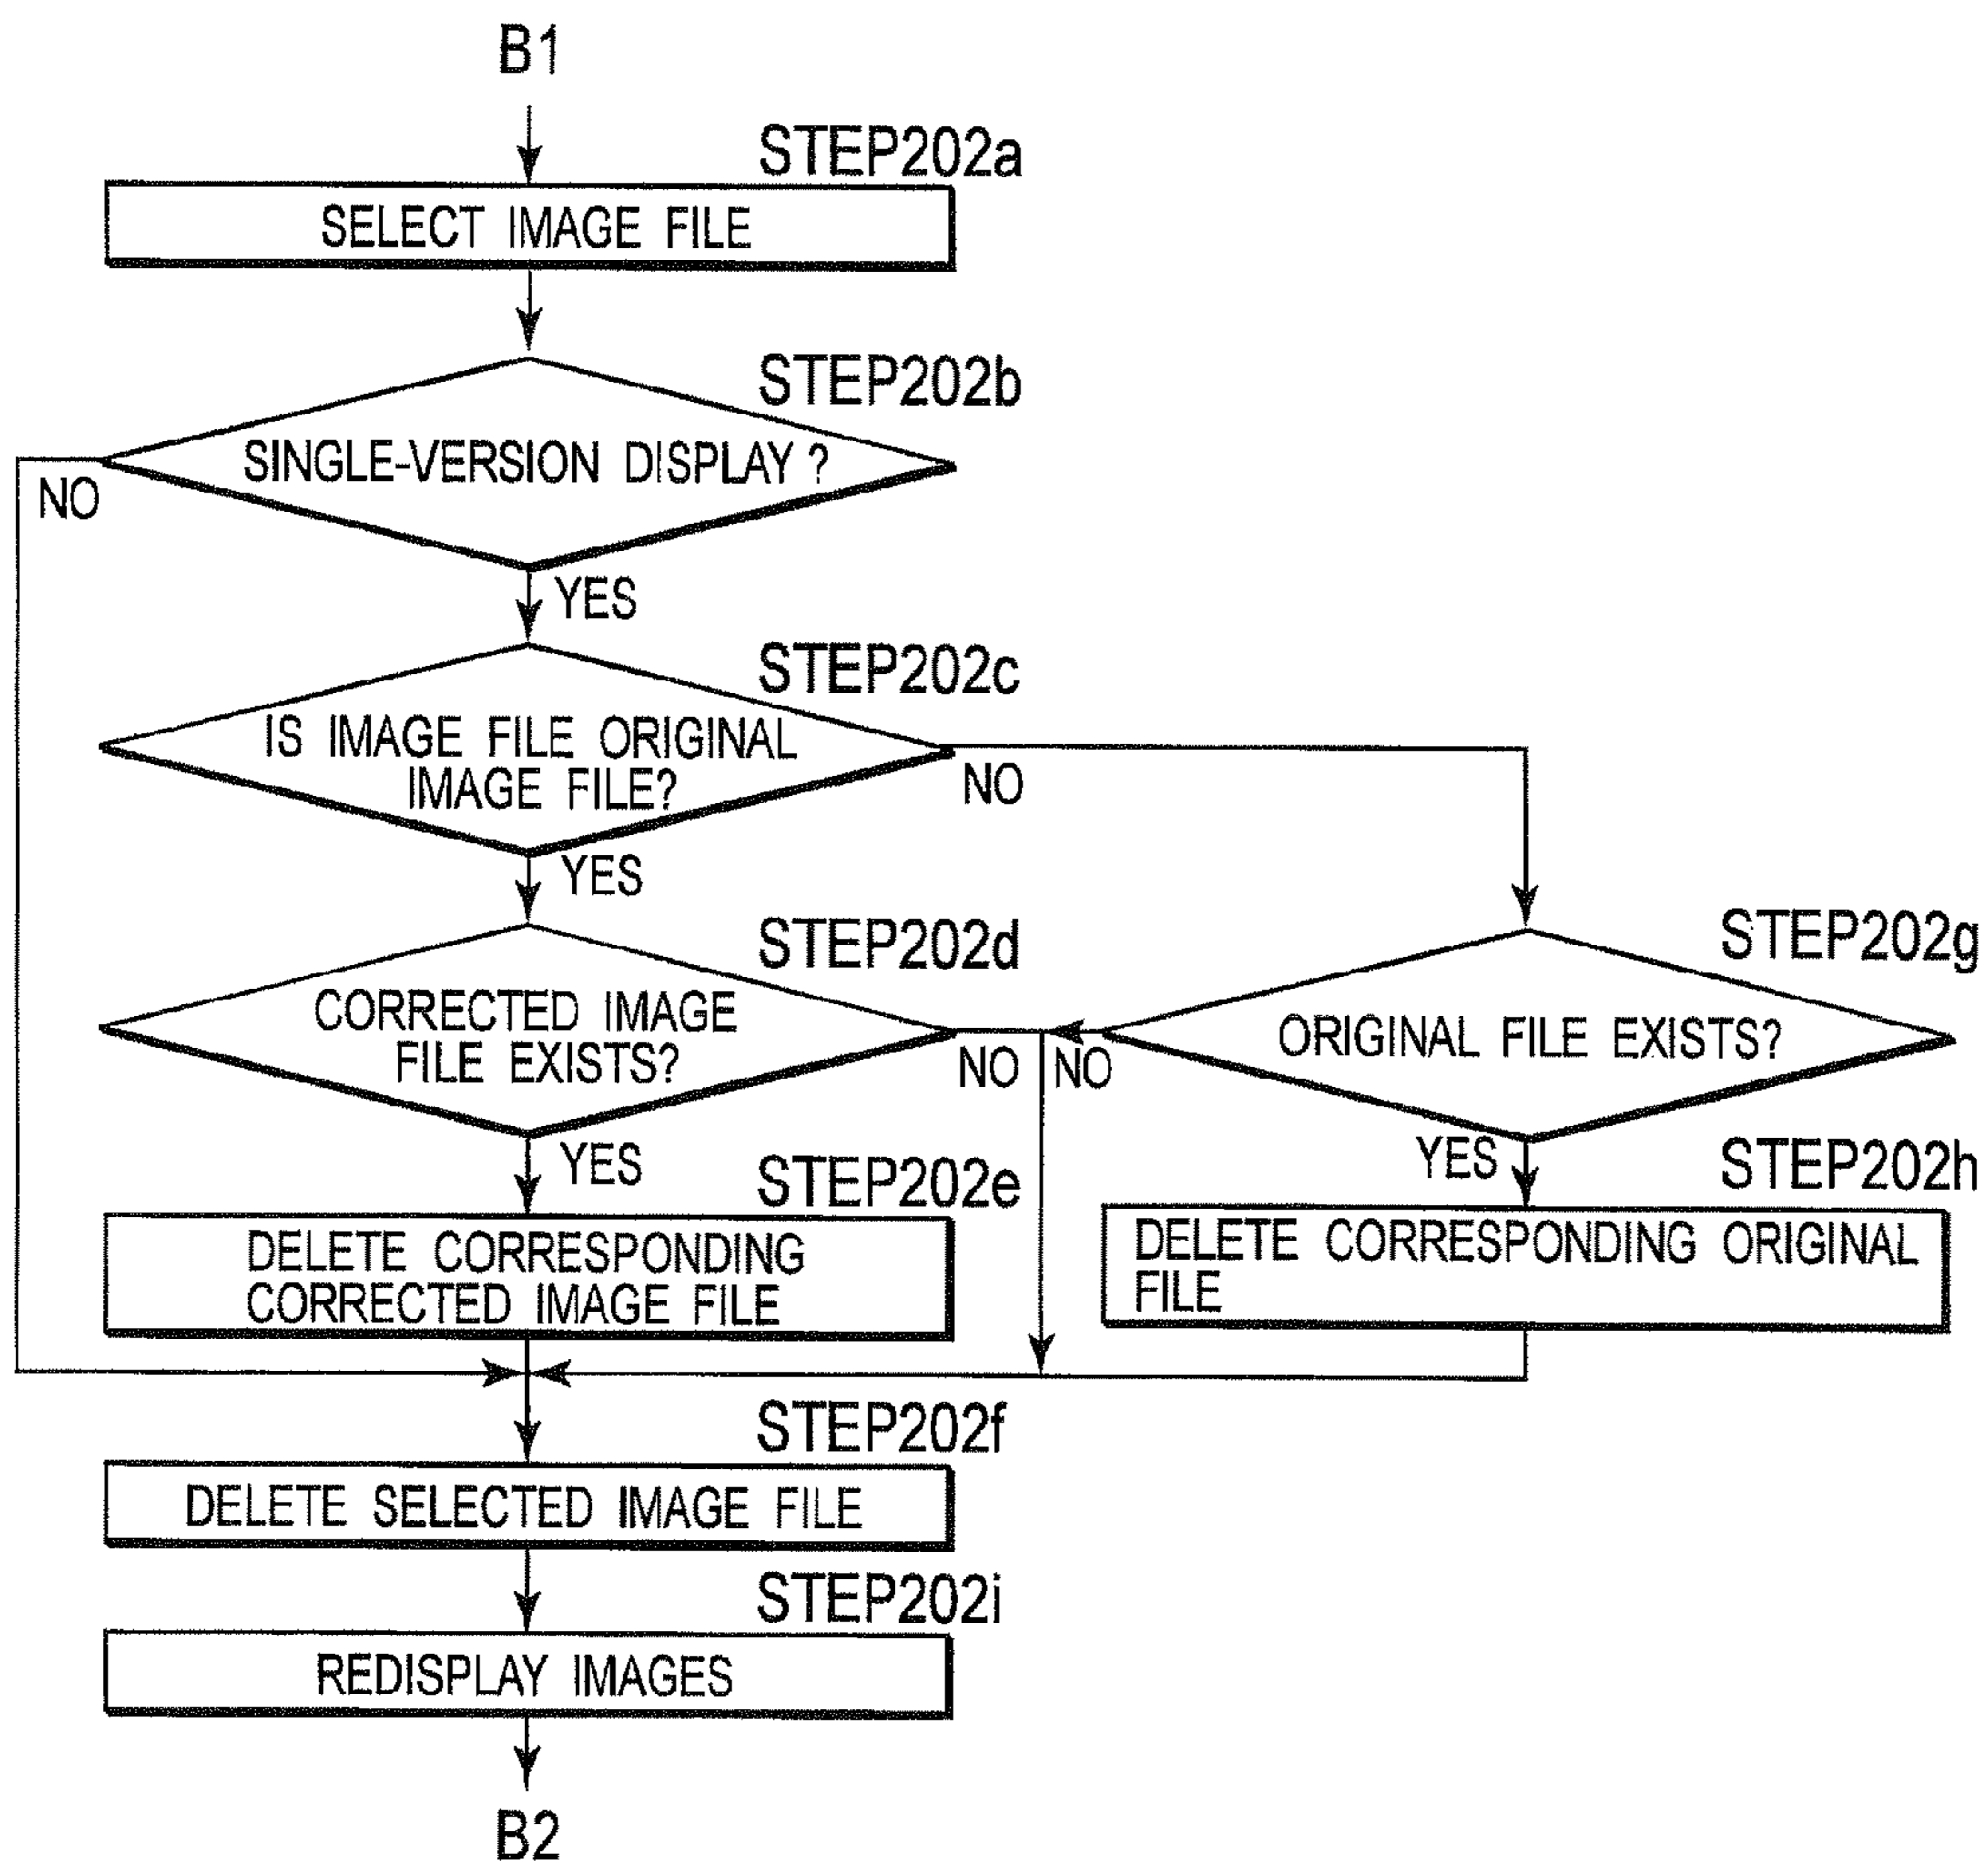 B1
STEP202a
SELECT IMAGE FILE
STEP202b
SINGLE-VERSION DISPLAY?
NO
YES
STEP202c
IS IMAGE FILE ORIGINAL
IMAGE FILE?
NO
YES
STEP202d
CORRECTED IMAGE
FILE EXISTS?
NO
YES
STEP202g
ORIGINAL FILE EXISTS?
NO
YES
STEP202e
DELETE CORRESPONDING
CORRECTED IMAGE FILE
STEP202h
DELETE CORRESPONDING ORIGINAL
FILE
STEP202f
DELETE SELECTED IMAGE FILE
STEP202i
REDISPLAY IMAGES
B2